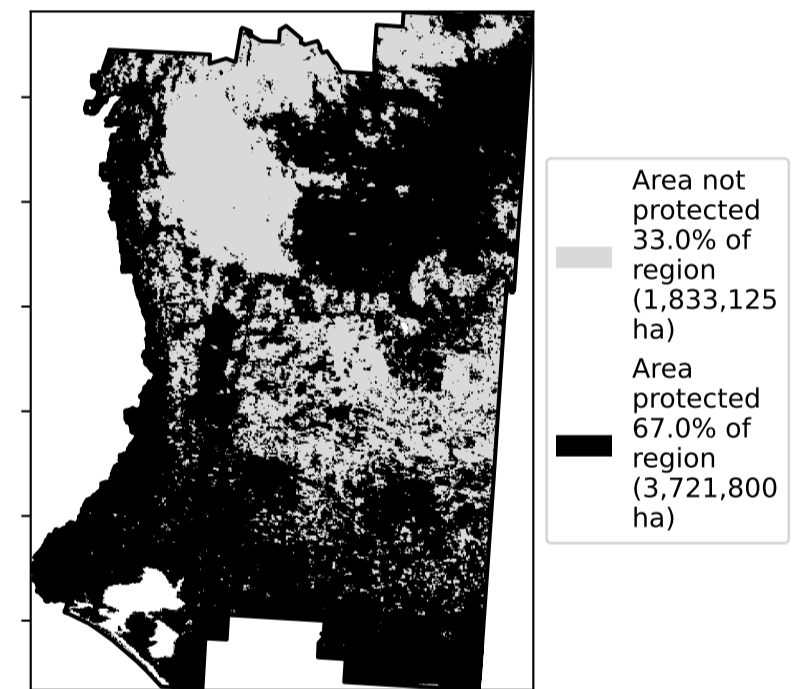 Area not
protected
33.0% of
region
(1,833,125
ha)
Area
protected
67.0% of
region
(3,721,800
ha)